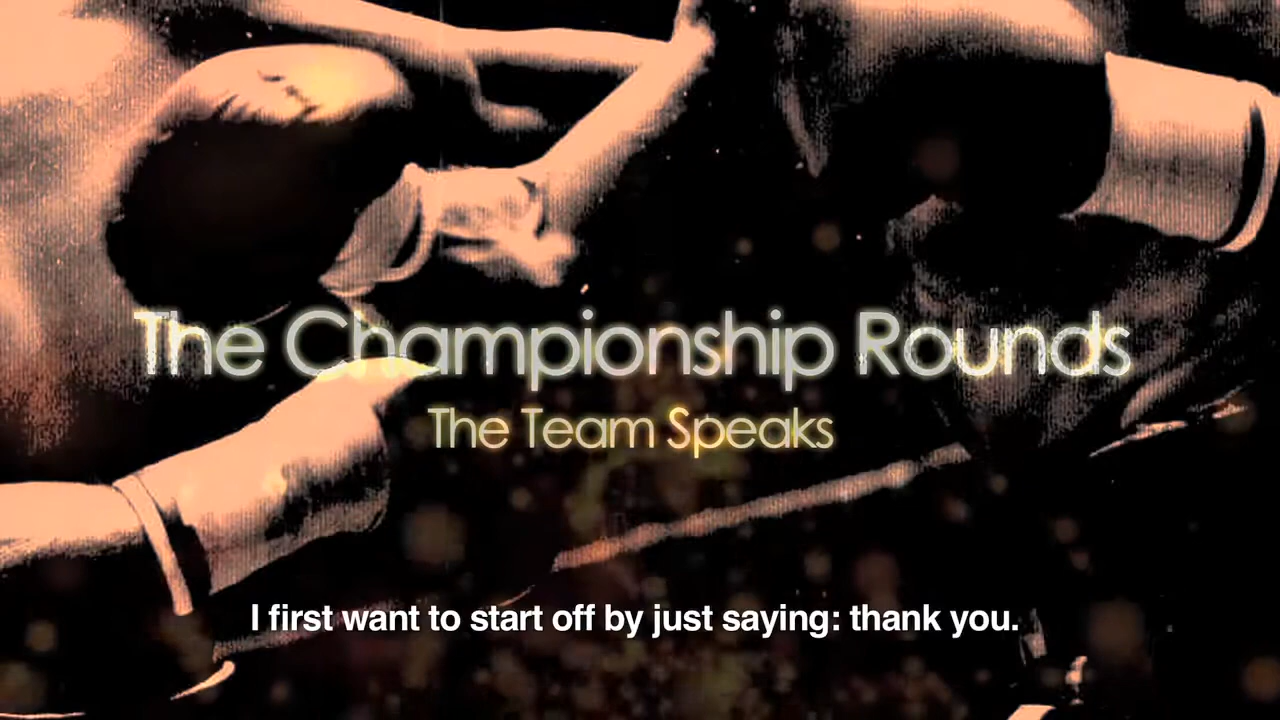 The Championship Rounds
The Team Speaks
I first want to start off by just saying: thank you.